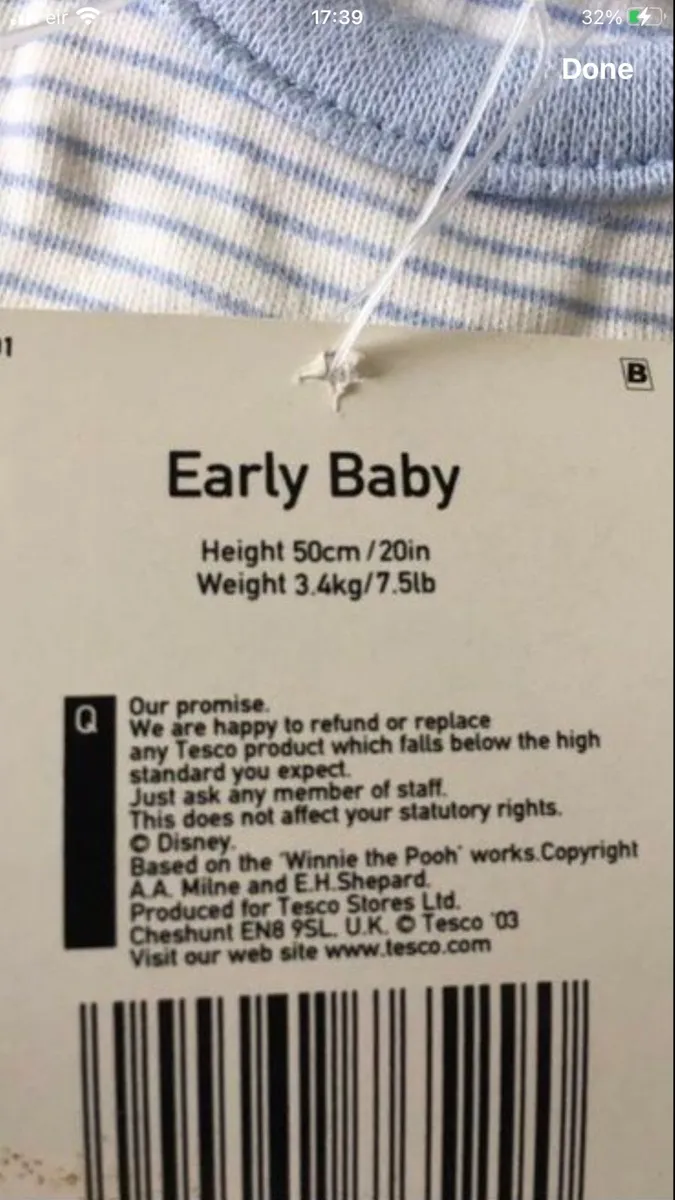 eir 17:39 32%
Done
01
B
Early Baby
Height 50cm/20in
Weight 3.4kg/7.5lb
Q
Our promise.
We are happy to refund or replace
any Tesco product which falls below the high
standard you expect.
Just ask any member of staff.
This does not affect your statutory rights.
© Disney.
Based on the 'Winnie the Pooh' works.Copyright
A.A. Milne and E.H.Shepard.
Produced for Tesco Stores Ltd.
Cheshunt EN8 9SL. U.K. © Tesco '03
Visit our web site www.tesco.com